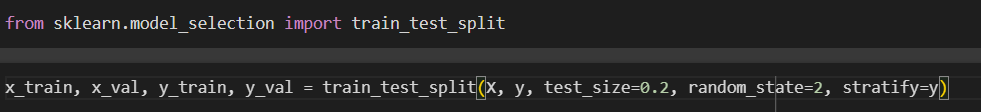 from sklearn.model_selection import train_test_split
x_train, x_val, y_train, y_val = train_test_split(X, y, test_size=0.2, random_state=2, stratify=y)